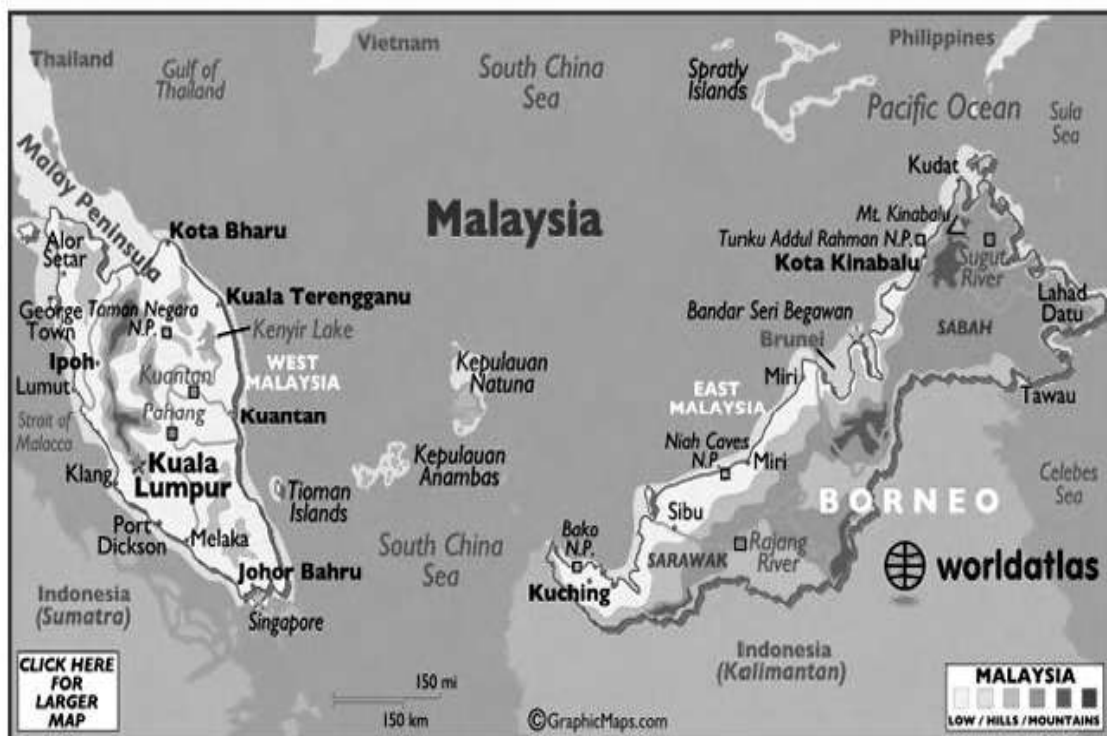 Thailand
Vietnam
Philippines
Gulf of
Thailand
South China
Sea
Spratly
Islands
Pacific Ocean
Sula
Sea
Malay Peninsula
Kudat
Malaysia
Mt. Kinabalu
Kota Bharu
Alor
Setar
Tunku Addul Rahman N.P.
Kota Kinabalu
Sugut
River
Kuala Terengganu
George
Town
Taman Negara
N.P.
Kenyir Lake
Bandar Seri Begawan
Lahad
Datu
SABAH
Brunei
Ipoh
WEST
MALAYSIA
Kepulauan
Natuna
Lumut
Kuantan
Miri
EAST
MALAYSIA
Tawau
Strait of
Malacca
Pahang
Kuantan
Niah Caves
N.P.
Miri
Klang
Kuala
Lumpur
Kepulauan
Anambas
Celebes
Sea
Tioman
Islands
Sibu
BORNEO
Port
Dickson
Melaka
South China
Sea
Bako
N.P.
SARAWAK
Rajang
River
worldatlas
Johor Bahru
Kuching
Indonesia
(Sumatra)
Singapore
Indonesia
(Kalimantan)
CLICK HERE
FOR
LARGER
MAP
150 mi
150 km
©GraphicMaps.com
MALAYSIA
LOW / HILLS / MOUNTAINS